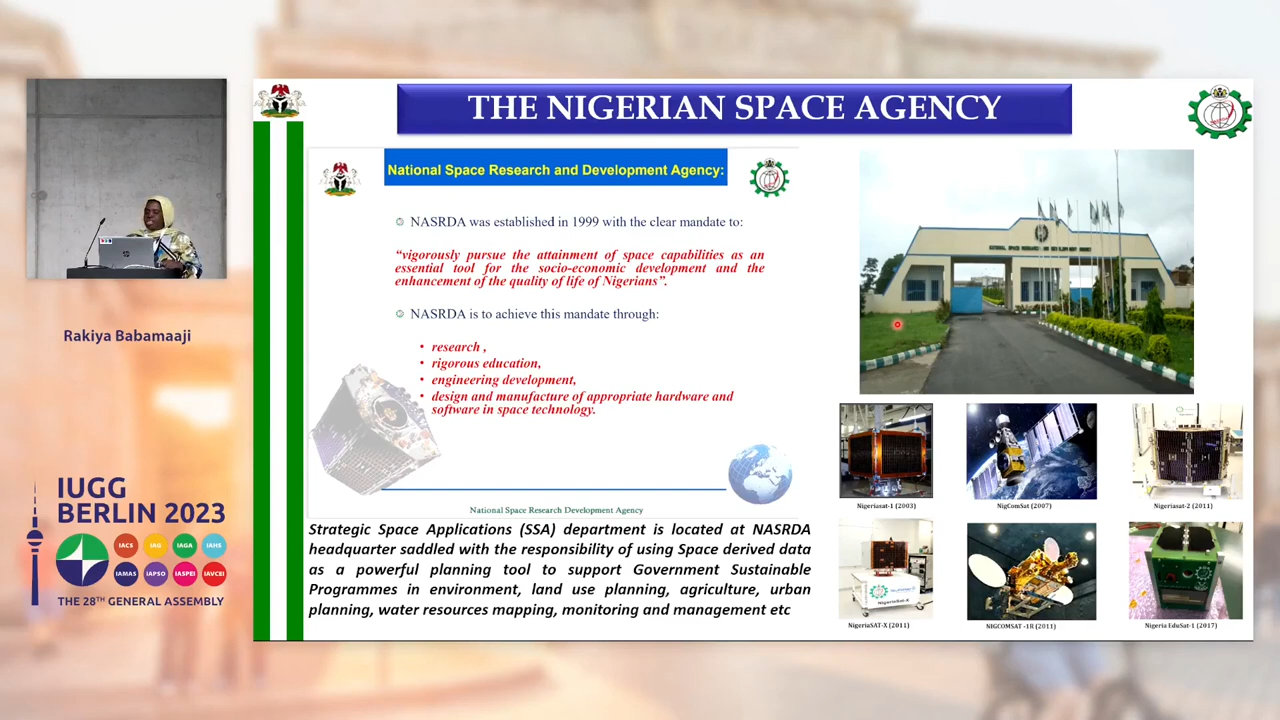 THE NIGERIAN SPACE AGENCY
National Space Research and Development Agency:
NASRDA was established in 1999 with the clear mandate to:
“vigorously pursue the attainment of space capabilities as an
essential tool for the socio-economic development and the
enhancement of the quality of life of Nigerians”.
NASRDA is to achieve this mandate through:
• research ,
• rigorous education,
• engineering development,
• design and manufacture of appropriate hardware and
software in space technology.
National Space Research and Development Agency
Strategic Space Applications (SSA) department is located at NASRDA
headquarter saddled with the responsibility of using Space derived data
as a powerful planning tool to support Government Sustainable
Programmes in environment, land use planning, agriculture, urban
planning, water resources mapping, monitoring and management etc
Nigeriasat-1 (2003)
NigComSat (2007)
Nigeriasat-2 (2011)
NigeriaSAT-X (2011)
NIGCOMSAT -1R (2011)
Nigeria EduSat-1 (2017)
Rakiya Babamaaji
IUGG
BERLIN 2023
IACS IAG IAGA IAHS
IAMAS IAPSO IASPEI IAVCEI
THE 28TH GENERAL ASSEMBLY